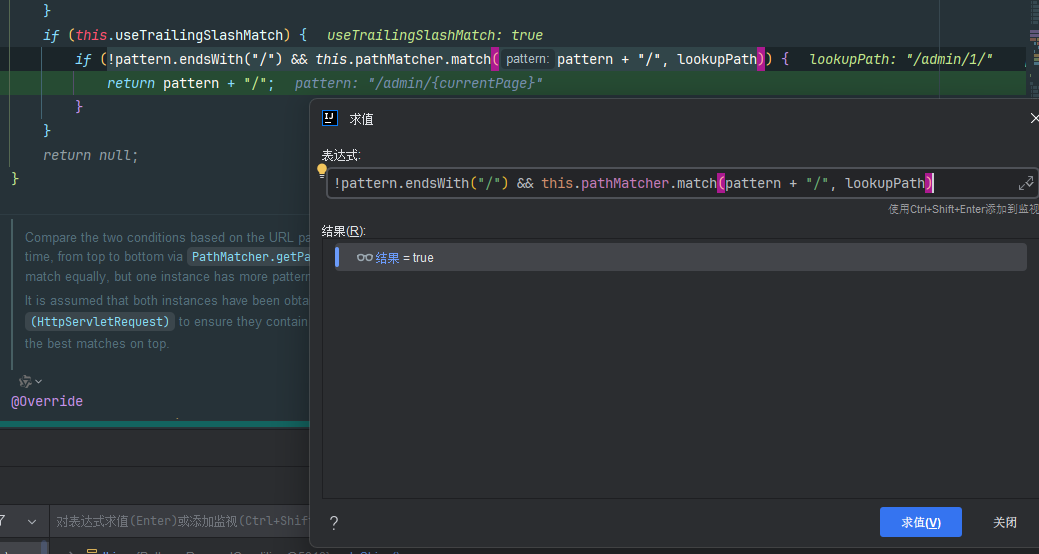 }
if (this.useTrailingSlashMatch) { useTrailingSlashMatch: true
if (!pattern.endsWith("/") && this.pathMatcher.match( pattern: pattern + "/", lookupPath)) { lookupPath: "/admin/1/"
return pattern + "/"; pattern: "/admin/{currentPage}"
}
}
return null;
}
IJ 求值
表达式:
!pattern.endsWith("/") && this.pathMatcher.match(pattern + "/", lookupPath)
使用Ctrl+Shift+Enter添加到监视
结果(R):
结果 = true
Compare the two conditions based on the URL pa
time, from top to bottom via PathMatcher.getPa
match equally, but one instance has more pattern
It is assumed that both instances have been obta
(HttpServletRequest) to ensure they contain
the best matches on top.
@Override
对表达式求值(Enter)或添加监视(Ctrl+Shif
?
求值(V)
关闭